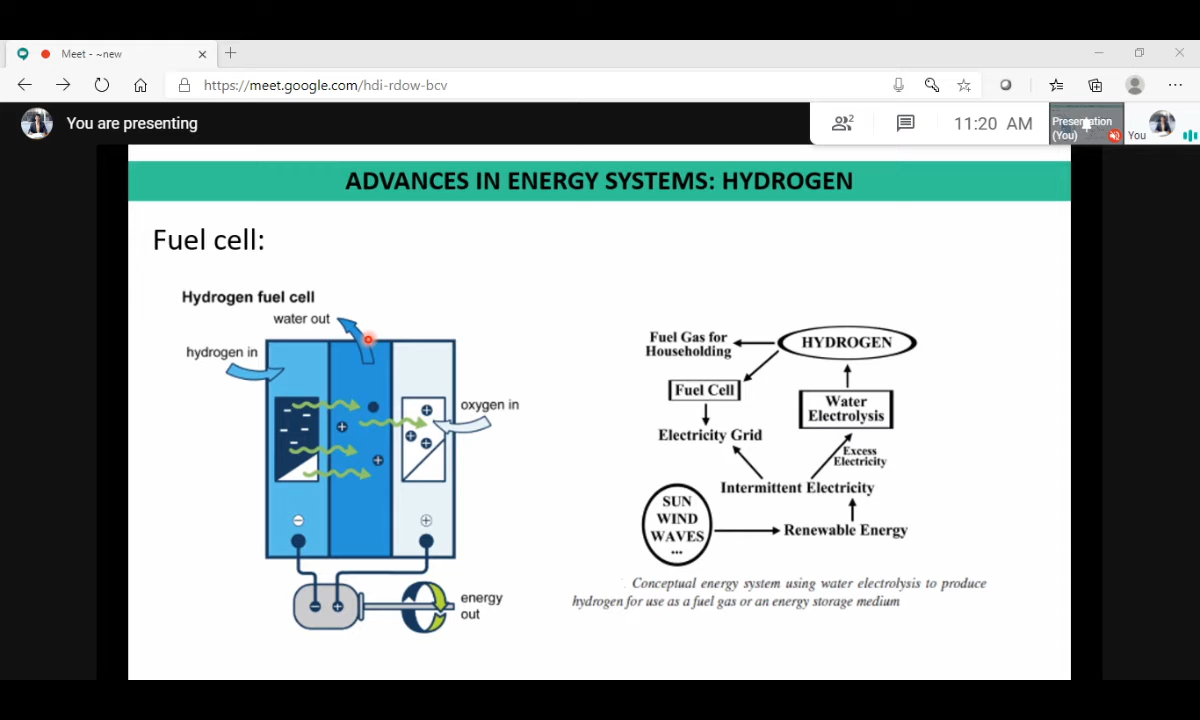 Meet - ~new
https://meet.google.com/hdi-rdow-bcv
You are presenting
2
11:20 AM
Presentation
(You)
You
ADVANCES IN ENERGY SYSTEMS: HYDROGEN
Fuel cell:
Hydrogen fuel cell
water out
hydrogen in
oxygen in
energy
out
Fuel Gas for
Householding
HYDROGEN
Fuel Cell
Water
Electrolysis
Electricity Grid
Excess
Electricity
Intermittent Electricity
SUN
WIND
WAVES
...
Renewable Energy
Conceptual energy system using water electrolysis to produce
hydrogen for use as a fuel gas or an energy storage medium